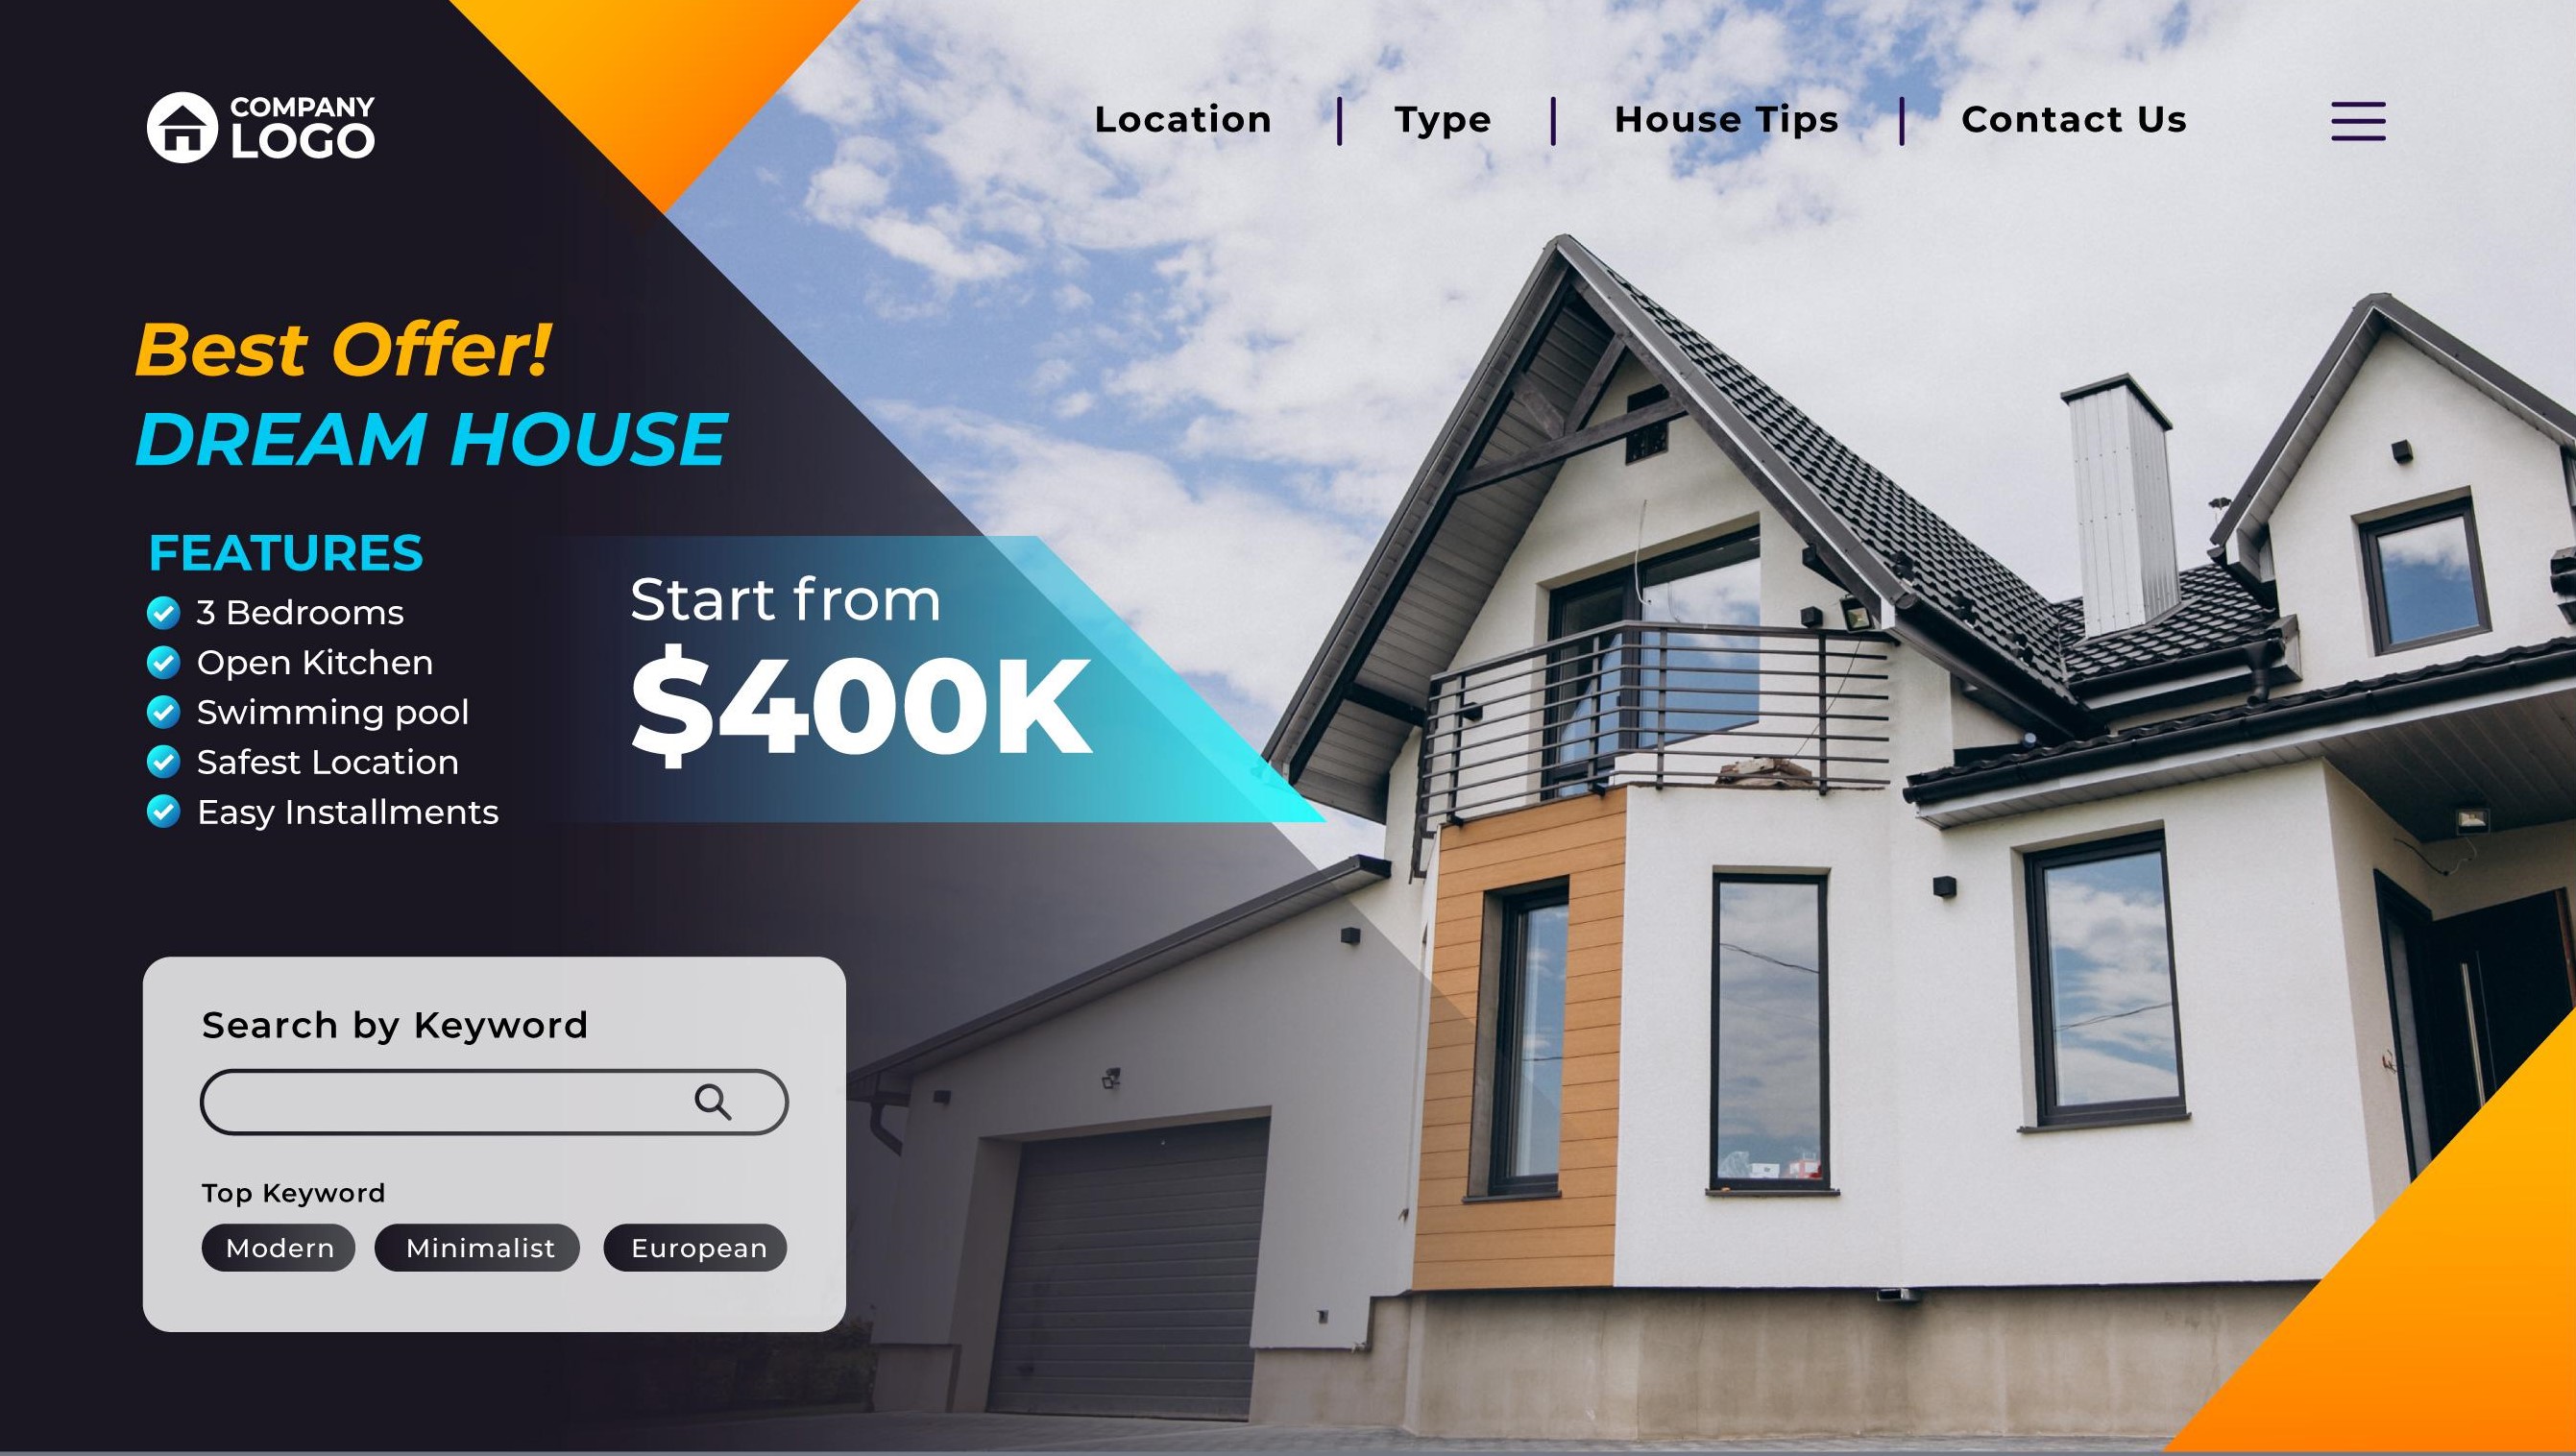 COMPANY
LOGO
Location | Type | House Tips | Contact Us
Best Offer!
DREAM HOUSE
FEATURES
3 Bedrooms
Open Kitchen
Swimming pool
Safest Location
Easy Installments
Start from
$400K
Search by Keyword
Top Keyword
Modern Minimalist European